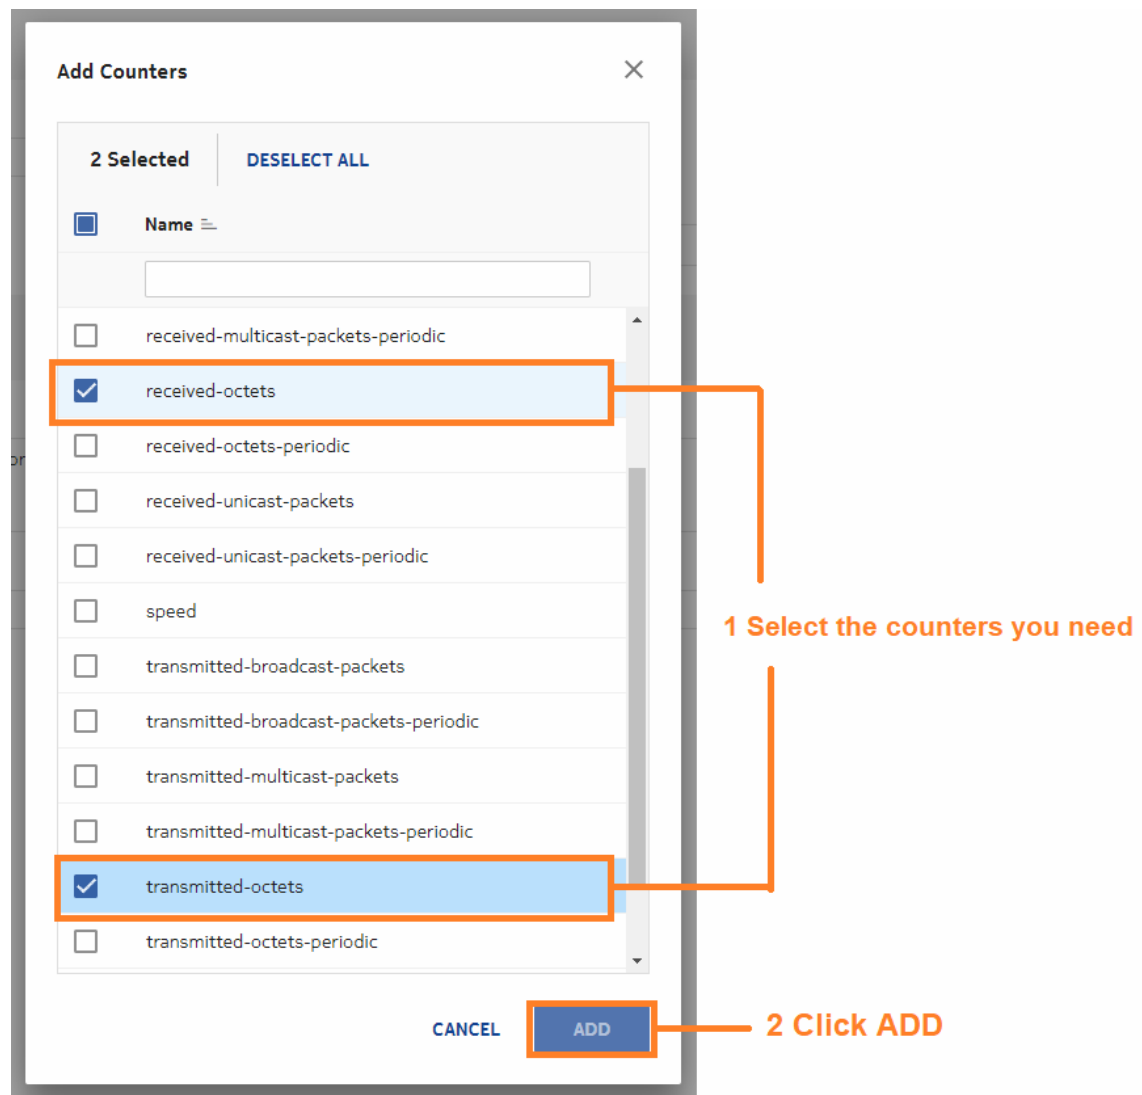 Add Counters
2 Selected
DESELECT ALL
Name
received-multicast-packets-periodic
received-octets
received-octets-periodic
or
received-unicast-packets
received-unicast-packets-periodic
speed
1 Select the counters you need
transmitted-broadcast-packets
transmitted-broadcast-packets-periodic
transmitted-multicast-packets
transmitted-multicast-packets-periodic
transmitted-octets
transmitted-octets-periodic
CANCEL
ADD
2 Click ADD